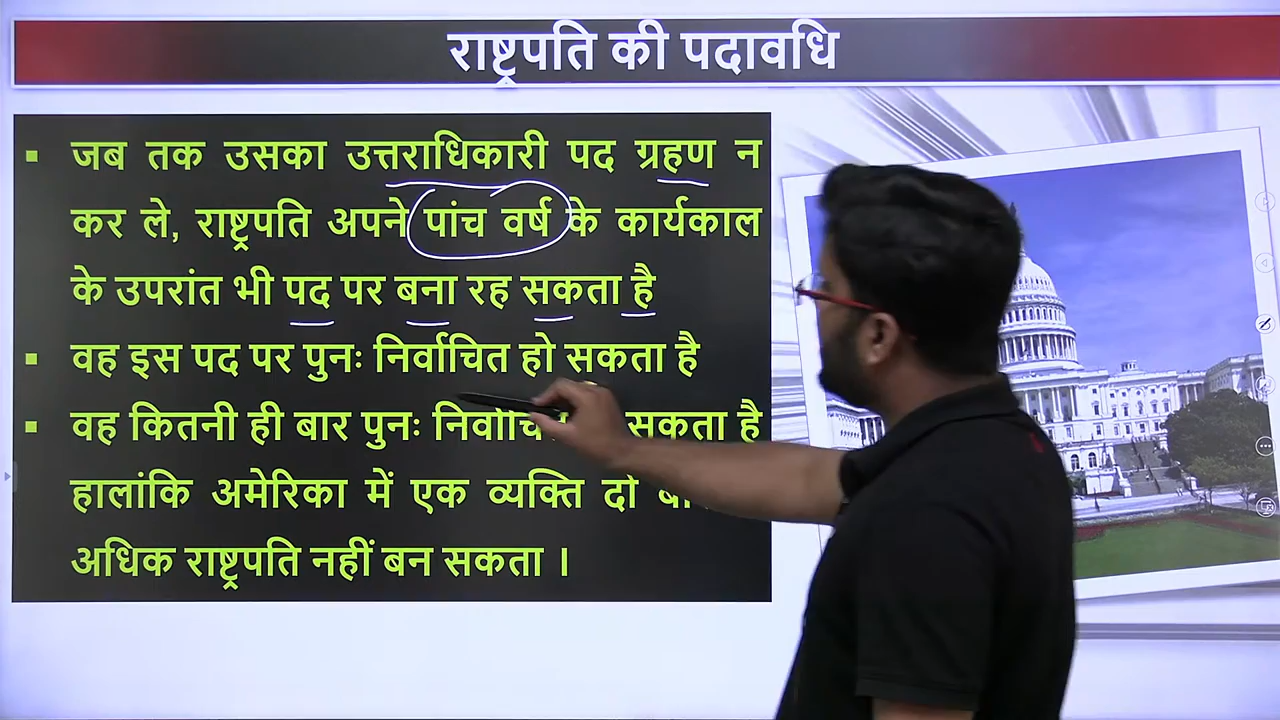 राष्ट्रपति की पदावधि
▪ जब तक उसका उत्तराधिकारी पद ग्रहण न
कर ले, राष्ट्रपति अपने पांच वर्ष के कार्यकाल
के उपरांत भी पद पर बना रह सकता है
▪ वह इस पद पर पुनः निर्वाचित हो सकता है
▪ वह कितनी ही बार पुनः सकता है
हालांकि अमेरिका में एक व्यक्ति दो
अधिक राष्ट्रपति नहीं बन सकता ।